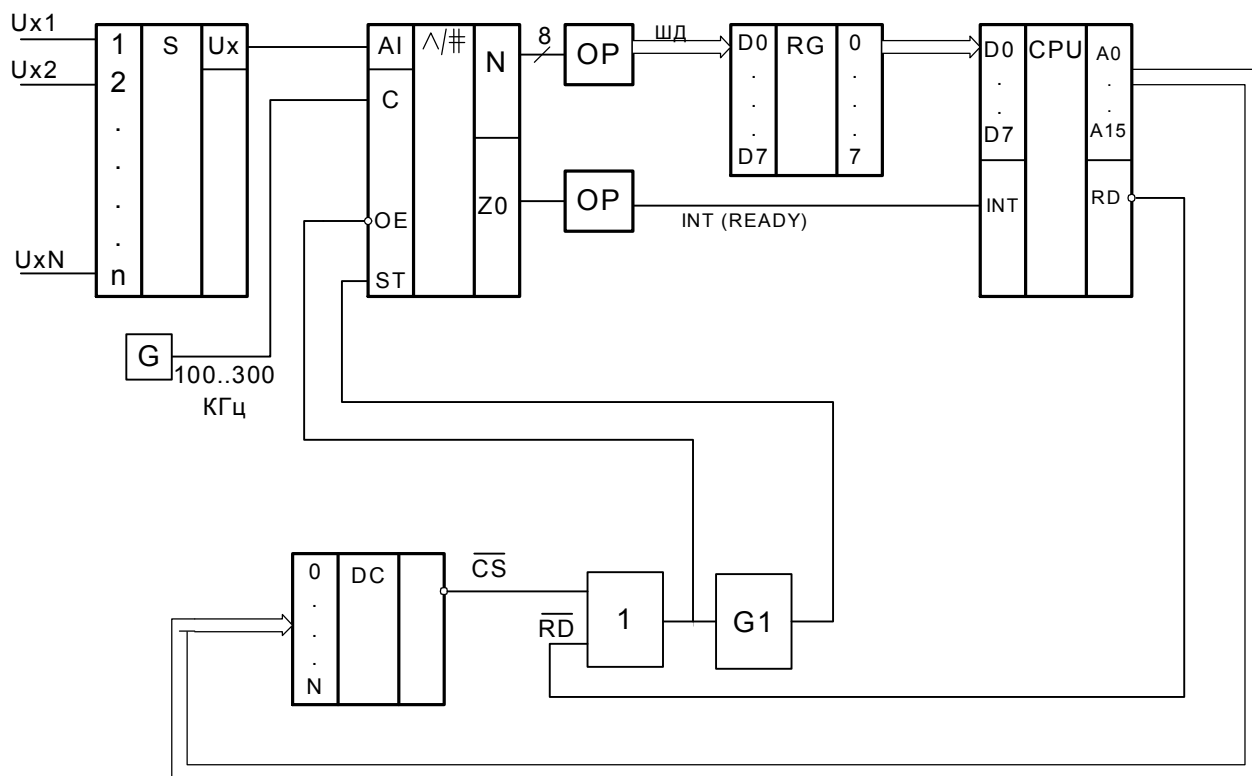 Ux1
Ux2
UxN
1
2
.
.
.
.
n
S
Ux
G
100..300
КГц
AI
C
OE
ST
^/#
N
Z0
8
OP
OP
ШД
INT (READY)
D0
.
.
.
D7
RG
0
.
.
.
7
D0
.
.
D7
INT
CPU
A0
.
.
A15
RD
0
.
.
.
N
DC
CS
RD
1
G1